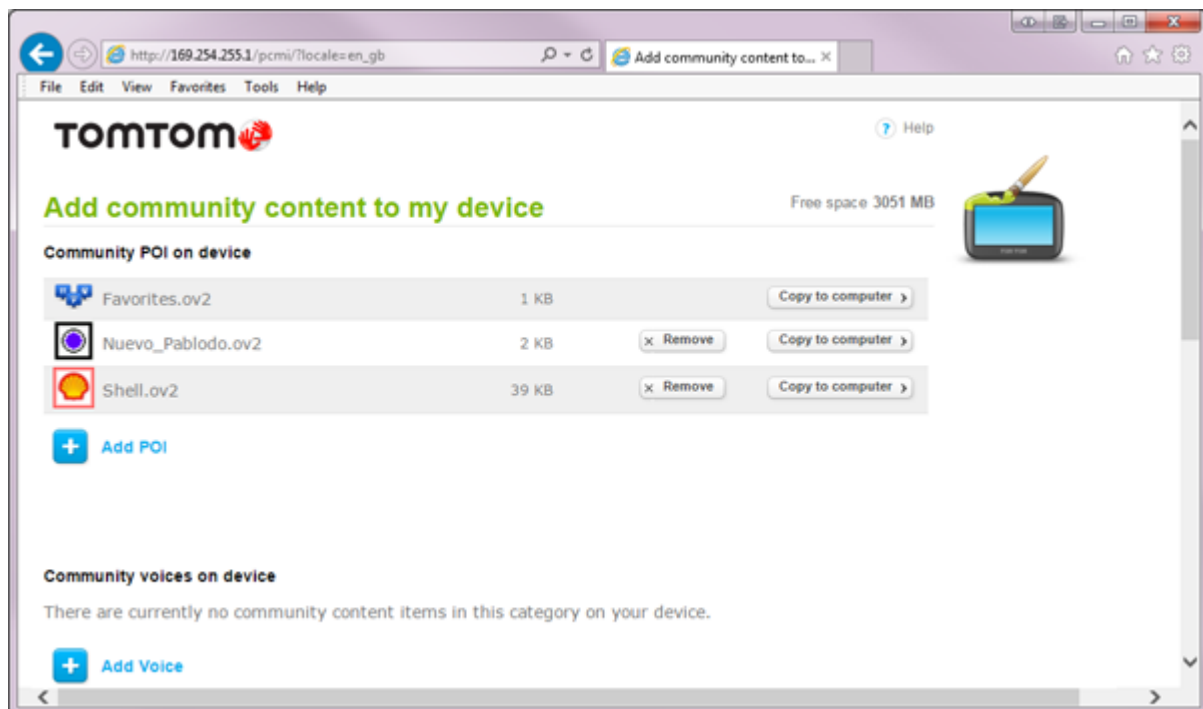 http://169.254.255.1/pcmi/?locale=en_gb
Add community content to...
File Edit View Favorites Tools Help
TOMTOM
? Help
Add community content to my device
Free space 3051 MB
Community POI on device
Favorites.ov2 1 KB Copy to computer
Nuevo_Pablodo.ov2 2 KB x Remove Copy to computer
Shell.ov2 39 KB x Remove Copy to computer
+ Add POI
Community voices on device
There are currently no community content items in this category on your device.
+ Add Voice